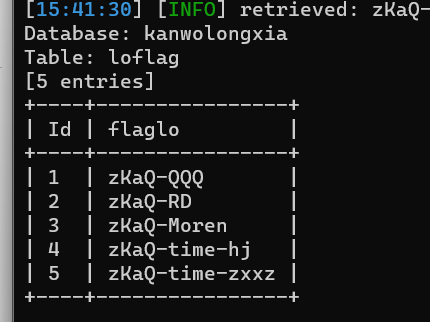 [15:41:30] [INFO] retrieved: zKaQ-
Database: kanwolongxia
Table: loflag
[5 entries]
+----+---------------+
| Id | flaglo        |
+----+---------------+
| 1  | zKaQ-QQQ      |
| 2  | zKaQ-RD       |
| 3  | zKaQ-Moren    |
| 4  | zKaQ-time-hj  |
| 5  | zKaQ-time-zxxz |
+----+---------------+